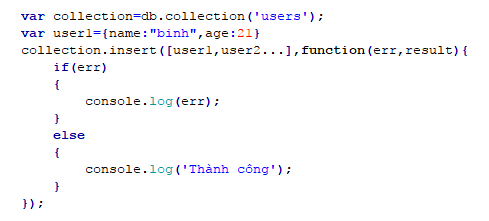 var collection=db.collection('users');
var user1={name:"binh",age:21}
collection.insert([user1,user2...],function(err,result){
if(err)
{
console.log(err);
}
else
{
console.log('Thành công');
}
});